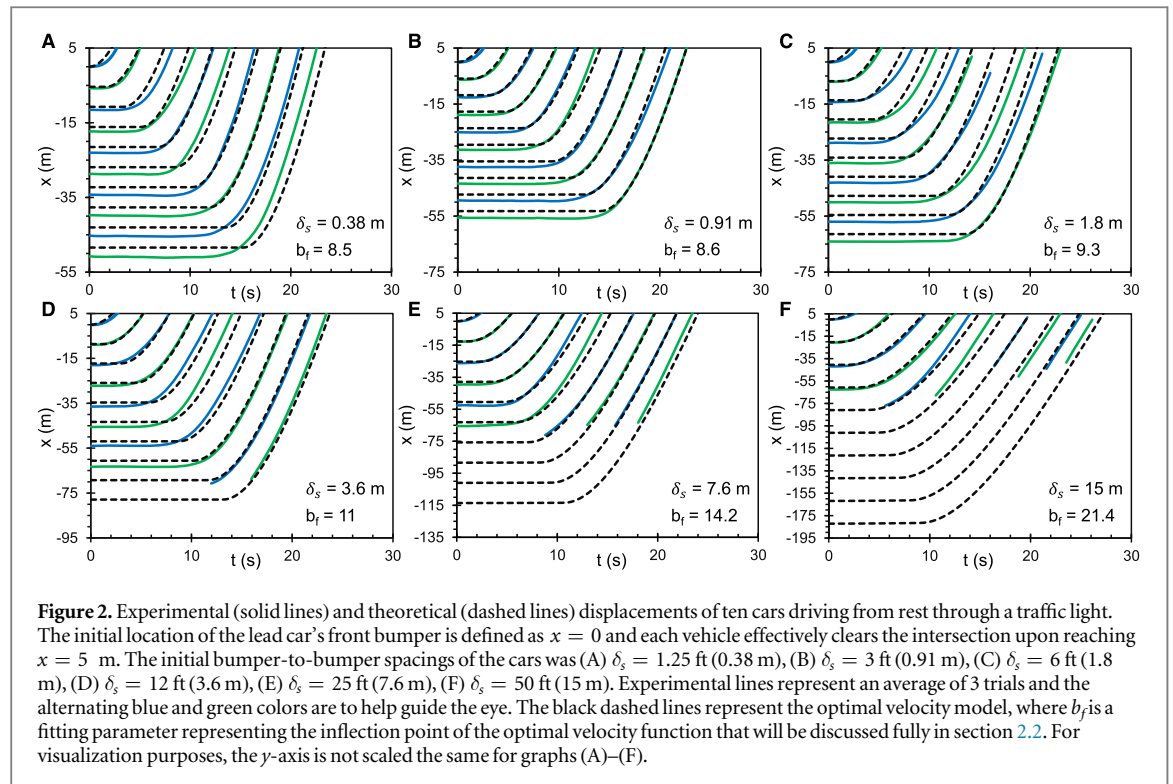 A
5
-15
-35
-55
x (m)
0
10
20
30
t (s)
δs = 0.38 m
bf = 8.5
B
5
-15
-35
-55
-75
x (m)
0
10
20
30
t (s)
δs = 0.91 m
bf = 8.6
C
5
-15
-35
-55
-75
x (m)
0
10
20
30
t (s)
δs = 1.8 m
bf = 9.3
D
5
-15
-35
-55
-75
-95
x (m)
0
10
20
30
t (s)
δs = 3.6 m
bf = 11
E
5
-15
-35
-55
-75
-95
-115
-135
x (m)
0
10
20
30
t (s)
δs = 7.6 m
bf = 14.2
F
5
-15
-35
-55
-75
-95
-115
-135
-155
-175
-195
x (m)
0
10
20
30
t (s)
δs = 15 m
bf = 21.4
Figure 2. Experimental (solid lines) and theoretical (dashed lines) displacements of ten cars driving from rest through a traffic light.
The initial location of the lead car's front bumper is defined as x = 0 and each vehicle effectively clears the intersection upon reaching
x = 5 m. The initial bumper-to-bumper spacings of the cars was (A) δs = 1.25 ft (0.38 m), (B) δs = 3 ft (0.91 m), (C) δs = 6 ft (1.8
m), (D) δs = 12 ft (3.6 m), (E) δs = 25 ft (7.6 m), (F) δs = 50 ft (15 m). Experimental lines represent an average of 3 trials and the
alternating blue and green colors are to help guide the eye. The black dashed lines represent the optimal velocity model, where bf is a
fitting parameter representing the inflection point of the optimal velocity function that will be discussed fully in section 2.2. For
visualization purposes, the y-axis is not scaled the same for graphs (A)–(F).